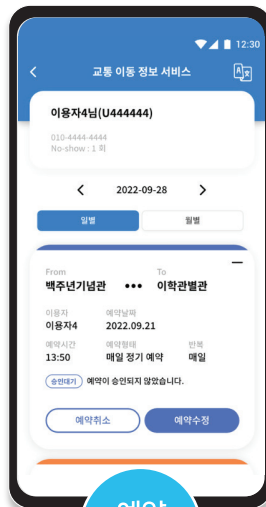 12:30
교통 이동 정보 서비스
이용자4님(U444444)
010-4444-4444
No-show : 1 회
2022-09-28
일별 월별
From To
백주년기념관 ••• 이학관별관
이용자 예약날짜
이용자4 2022.09.21
예약시간 예약형태 반복
13:50 매일 정기 예약 매일
승인대기 예약이 승인되지 않았습니다.
예약취소 예약수정
예약